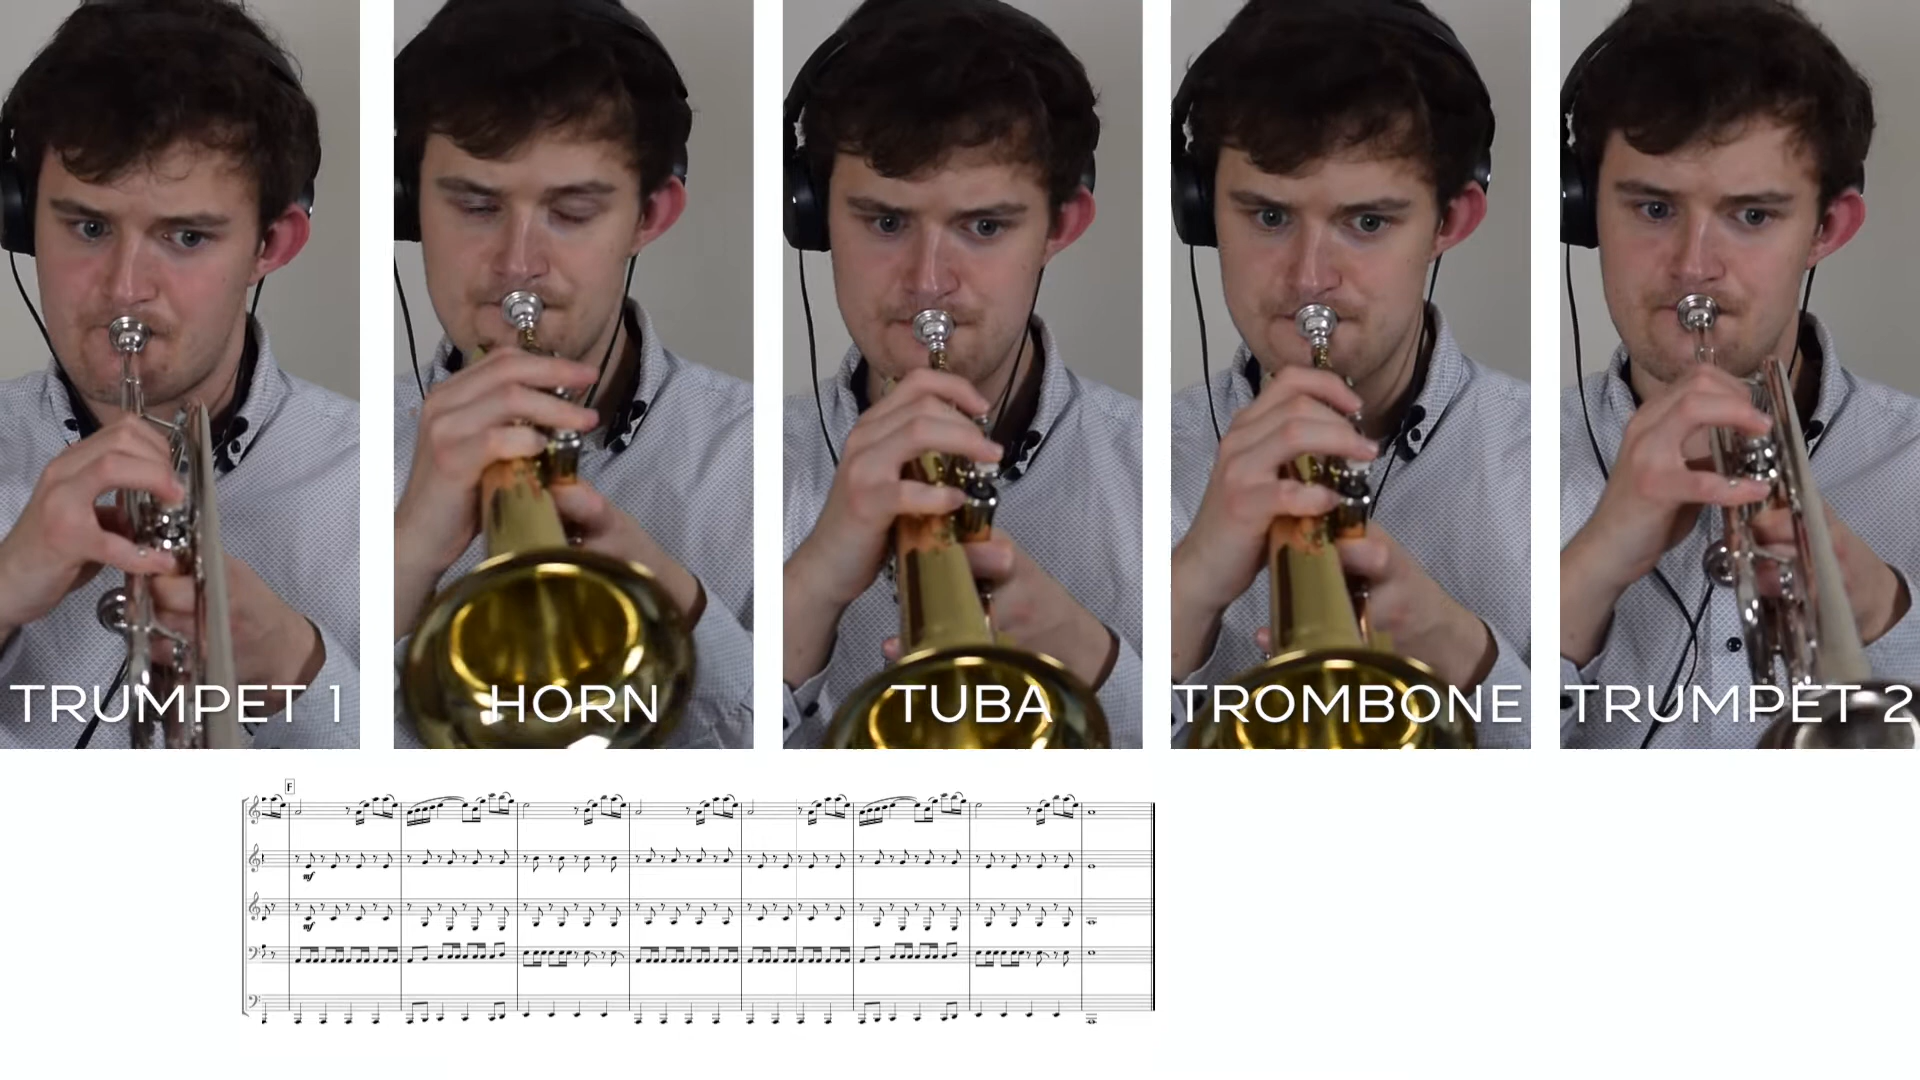 TRUMPET 1
HORN
TUBA
TROMBONE
TRUMPET 2
F
mf
mf